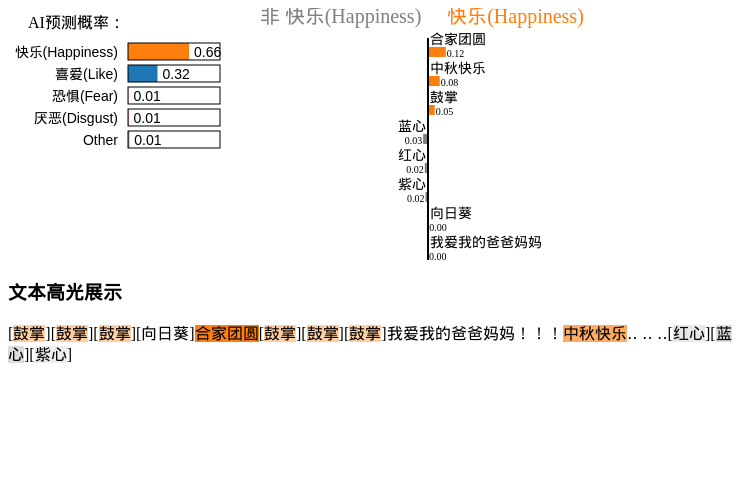 AI预测概率：
快乐(Happiness) 0.66
喜爱(Like) 0.32
恐惧(Fear) 0.01
厌恶(Disgust) 0.01
Other 0.01
非 快乐(Happiness) 快乐(Happiness)
合家团圆
0.12
中秋快乐
0.08
鼓掌
0.05
蓝心
0.03
红心
0.02
紫心
0.02
向日葵
0.00
我爱我的爸爸妈妈
0.00
文本高光展示
[鼓掌][鼓掌][鼓掌][向日葵]合家团圆[鼓掌][鼓掌][鼓掌]我爱我的爸爸妈妈！！！中秋快乐‥‥‥[红心][蓝
心][紫心]